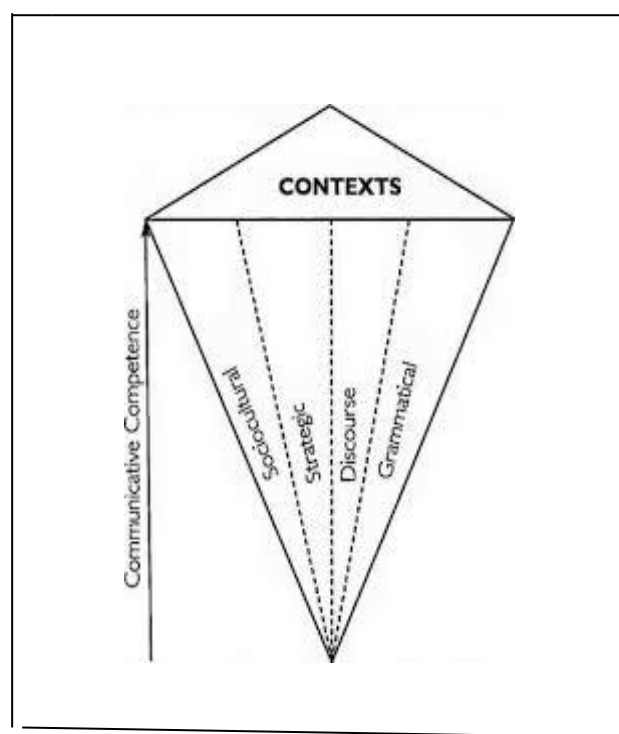 CONTEXTS
Communicative Competence
Sociocultural
Strategic
Discourse
Grammatical